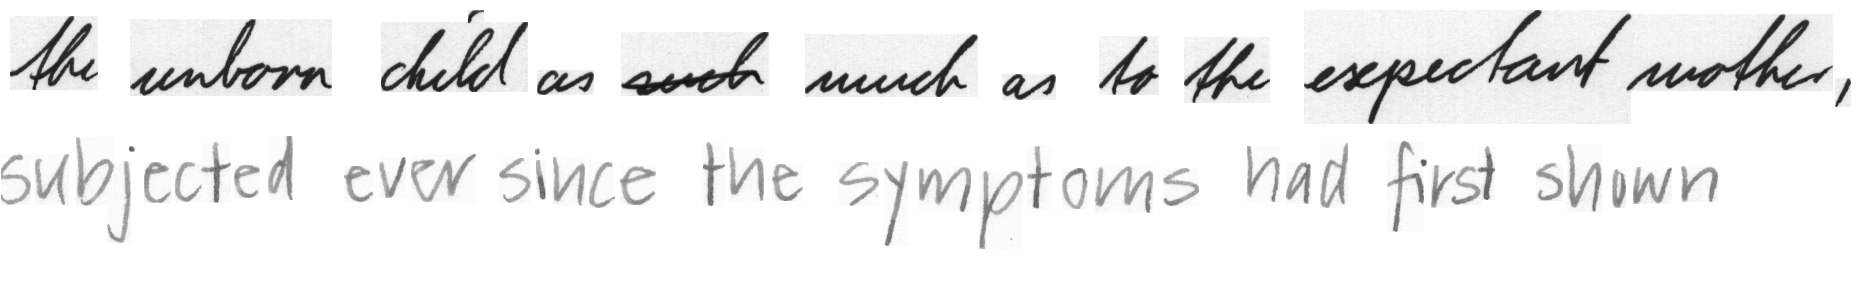 the unborn child as such much as to the expectant mother,
subjected ever since the symptoms had first shown